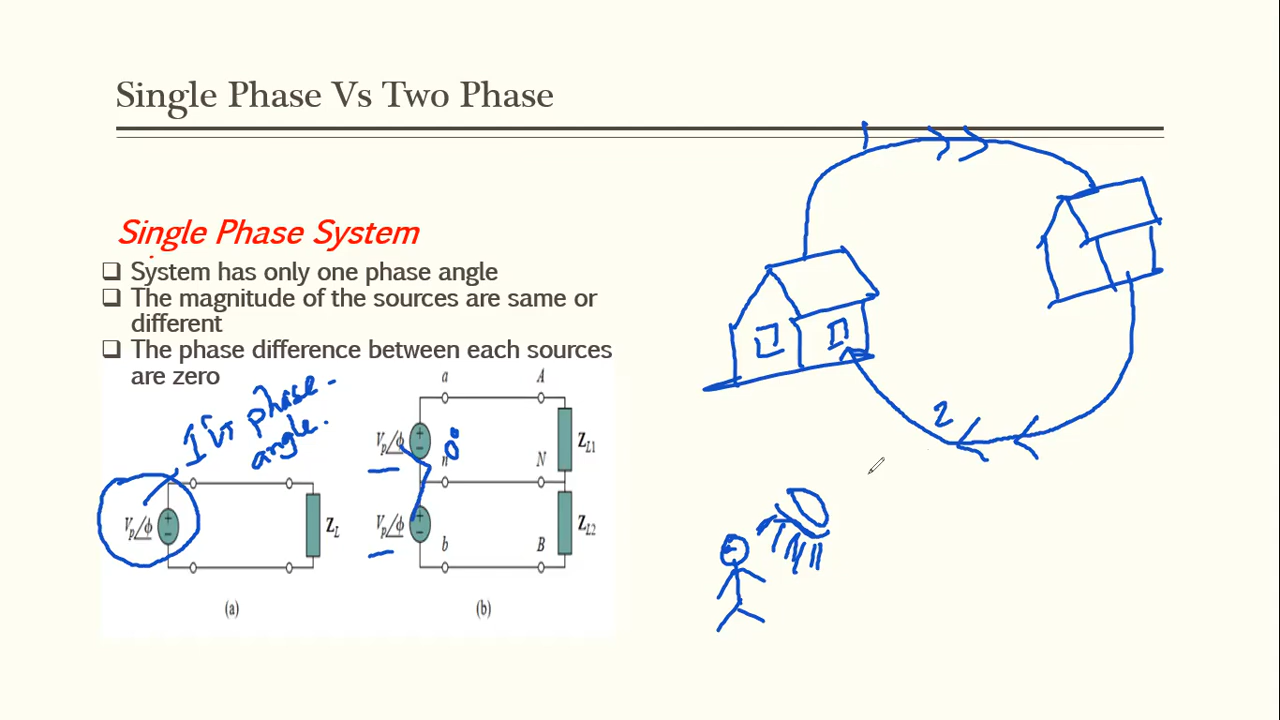 Single Phase Vs Two Phase
Single Phase System
❑ System has only one phase angle
❑ The magnitude of the sources are same or
different
❑ The phase difference between each sources
are zero
phase
angle.
Vp∠ϕ
ZL
(a)
a A
Vp∠ϕ 0° ZL1
n N
Vp∠ϕ ZL2
b B
(b)
1
2